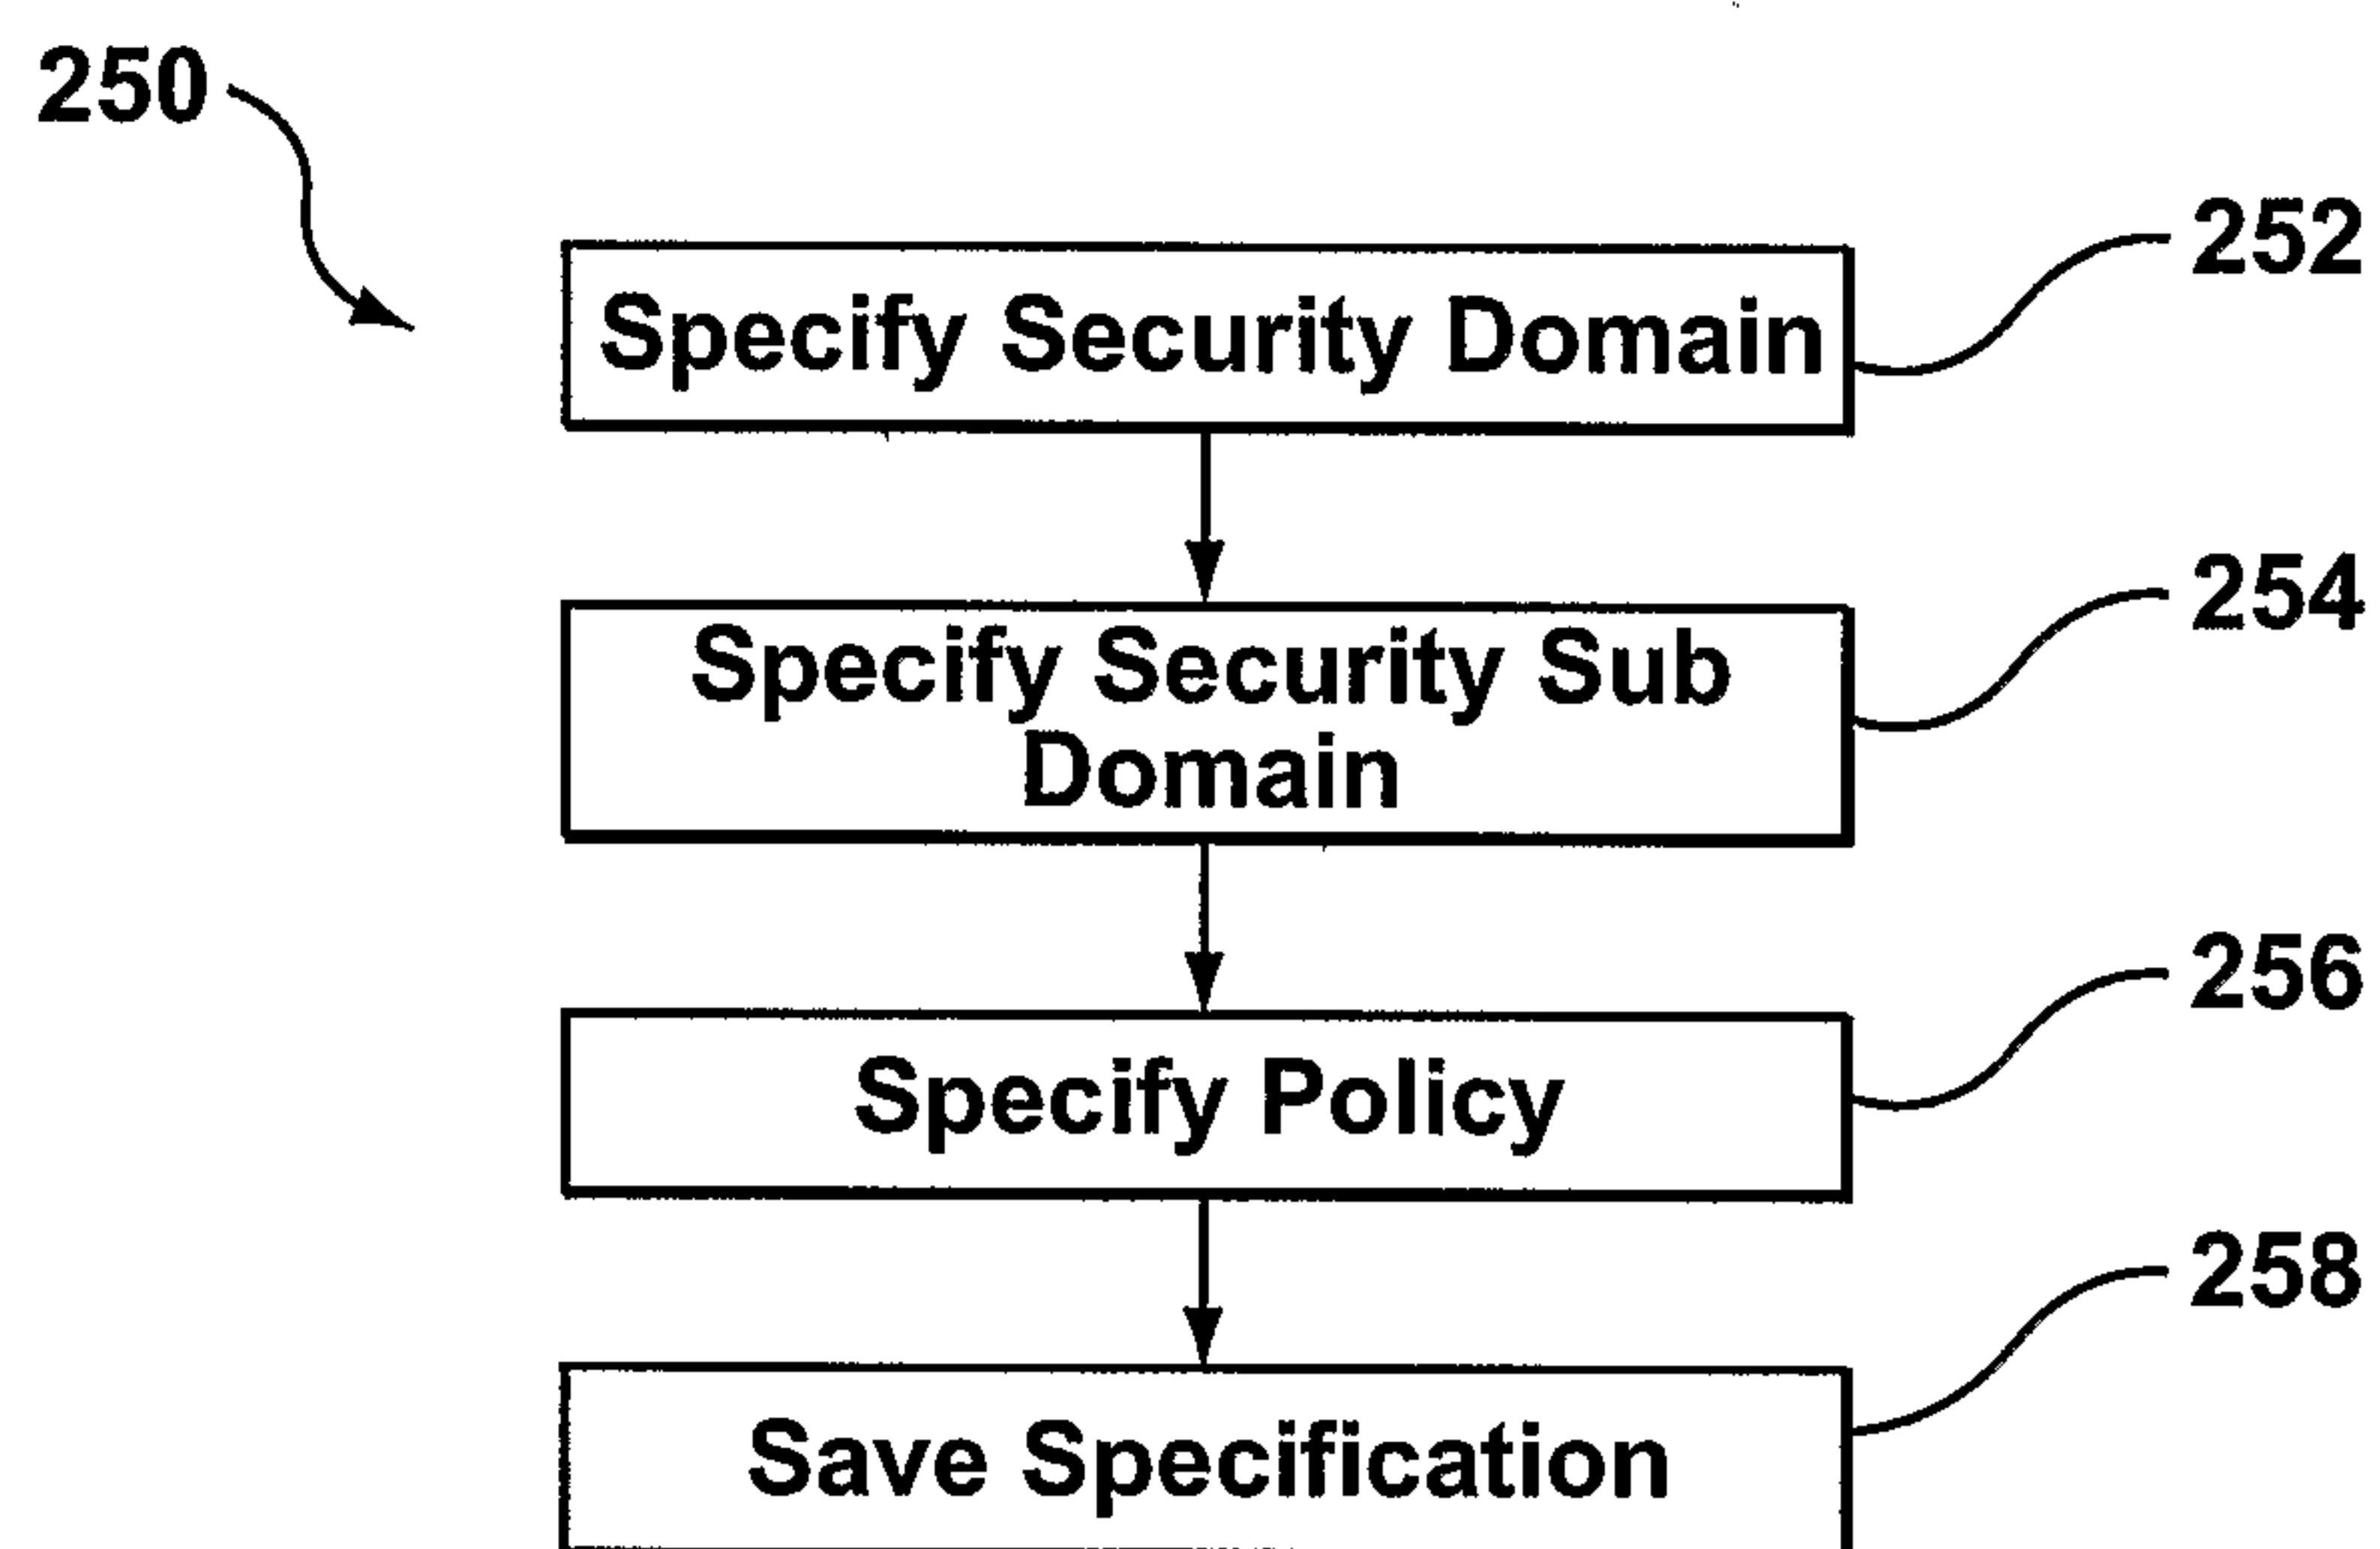 250
252
Specify Security Domain
254
Specify Security Sub
Domain
256
Specify Policy
258
Save Specification